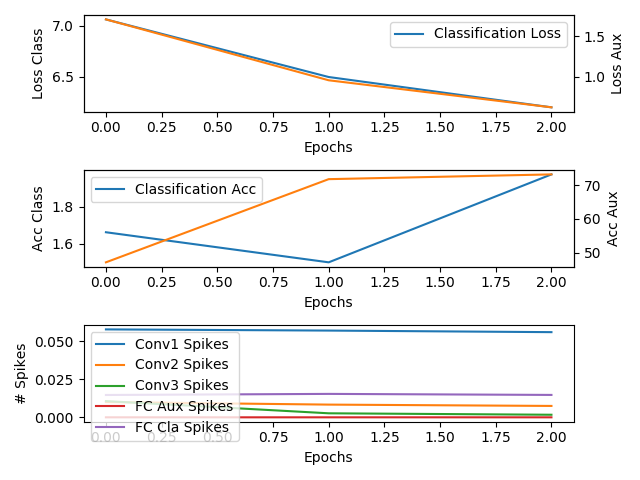 Classification Loss
7.0
6.5
Loss Class
1.5
1.0
Loss Aux
0.00 0.25 0.50 0.75 1.00 1.25 1.50 1.75 2.00
Epochs
Classification Acc
1.8
1.6
Acc Class
70
60
50
Acc Aux
0.00 0.25 0.50 0.75 1.00 1.25 1.50 1.75 2.00
Epochs
0.050
0.025
0.000
# Spikes
Conv1 Spikes
Conv2 Spikes
Conv3 Spikes
FC Aux Spikes
FC Cla Spikes
0.00 0.25 0.50 0.75 1.00 1.25 1.50 1.75 2.00
Epochs